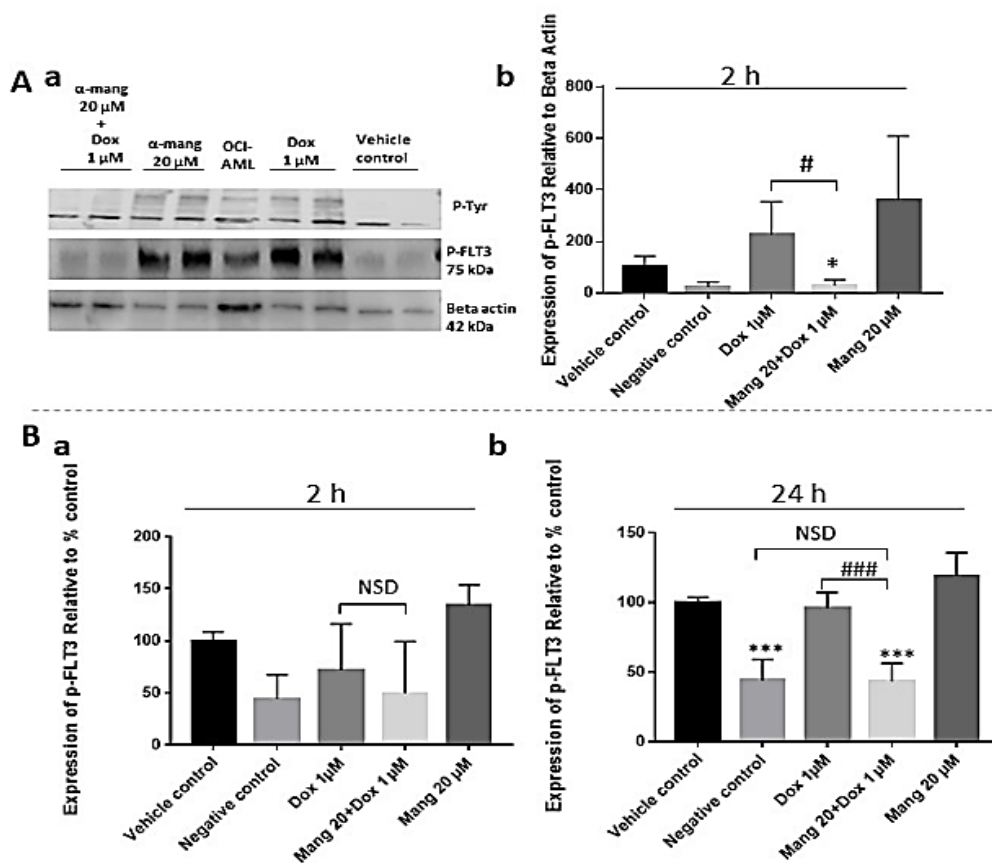 A a
α-mang
20 μM
+
Dox
1 μM
α-mang
20 μM
OCI-
AML
Dox
1 μM
Vehicle
control
P-Tyr
P-FLT3
75 kDa
Beta actin
42 kDa
b
2 h
Expression of p-FLT3 Relative to Beta Actin
800
600
400
200
0
#
*
Vehicle control
Negative control
Dox 1μM
Mang 20+Dox 1 μM
Mang 20 μM
B a
2 h
Expression of p-FLT3 Relative to % control
200
150
100
50
0
NSD
Vehicle control
Negative control
Dox 1μM
Mang 20+Dox 1 μM
Mang 20 μM
b
24 h
Expression of p-FLT3 Relative to % control
150
100
50
0
NSD
###
***
***
Vehicle control
Negative control
Dox 1μM
Mang 20+Dox 1 μM
Mang 20 μM